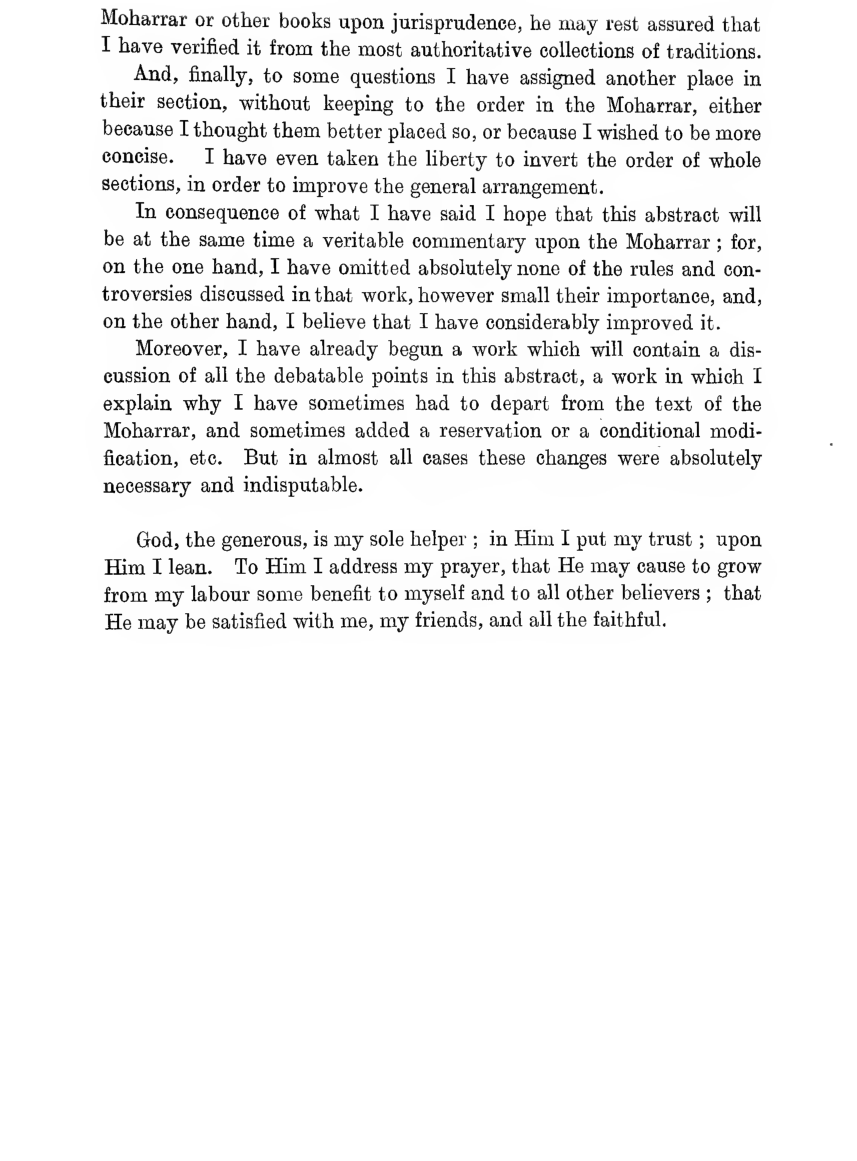 Moharrar or other books upon jurisprudence, he may rest assured that
I have verified it from the most authoritative collections of traditions.
And, finally, to some questions I have assigned another place in
their section, without keeping to the order in the Moharrar, either
because I thought them better placed so, or because I wished to be more
concise. I have even taken the liberty to invert the order of whole
sections, in order to improve the general arrangement.
In consequence of what I have said I hope that this abstract will
be at the same time a veritable commentary upon the Moharrar ; for,
on the one hand, I have omitted absolutely none of the rules and con-
troversies discussed in that work, however small their importance, and,
on the other hand, I believe that I have considerably improved it.
Moreover, I have already begun a work which will contain a dis-
cussion of all the debatable points in this abstract, a work in which I
explain why I have sometimes had to depart from the text of the
Moharrar, and sometimes added a reservation or a conditional modi-
fication, etc. But in almost all cases these changes were absolutely
necessary and indisputable.
God, the generous, is my sole helper ; in Him I put my trust ; upon
Him I lean. To Him I address my prayer, that He may cause to grow
from my labour some benefit to myself and to all other believers ; that
He may be satisfied with me, my friends, and all the faithful.